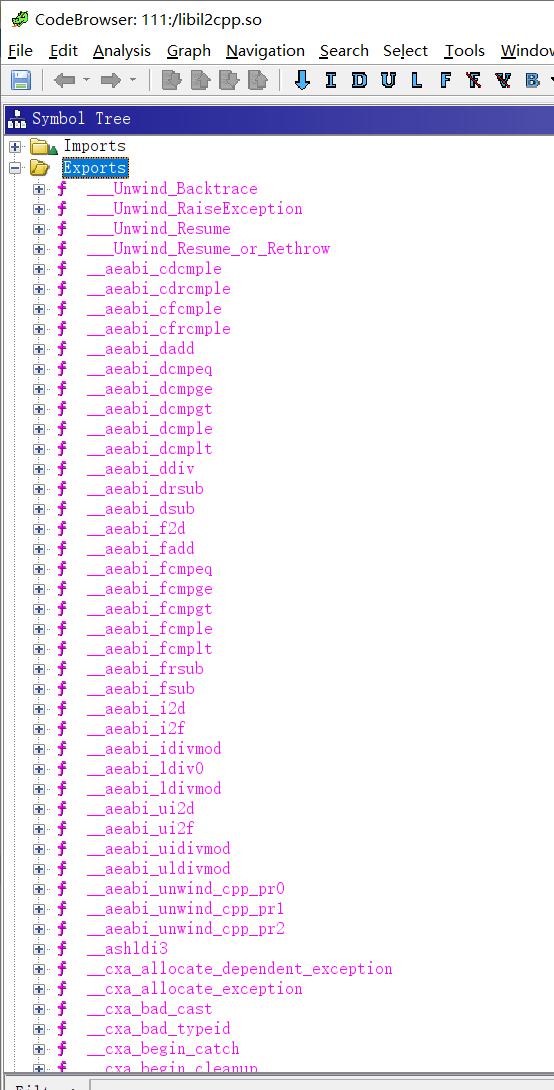 CodeBrowser: 111:/libil2cpp.so
File Edit Analysis Graph Navigation Search Select Tools Window
I D U L F B
Symbol Tree
Imports
Exports
___Unwind_Backtrace
___Unwind_RaiseException
___Unwind_Resume
___Unwind_Resume_or_Rethrow
__aeabi_cdcmple
__aeabi_cdrcmple
__aeabi_cfcmple
__aeabi_cfrcmple
__aeabi_dadd
__aeabi_dcmpeq
__aeabi_dcmpge
__aeabi_dcmpgt
__aeabi_dcmple
__aeabi_dcmplt
__aeabi_ddiv
__aeabi_drsub
__aeabi_dsub
__aeabi_f2d
__aeabi_fadd
__aeabi_fcmpeq
__aeabi_fcmpge
__aeabi_fcmpgt
__aeabi_fcmple
__aeabi_fcmplt
__aeabi_frsub
__aeabi_fsub
__aeabi_i2d
__aeabi_i2f
__aeabi_idivmod
__aeabi_ldiv0
__aeabi_ldivmod
__aeabi_ui2d
__aeabi_ui2f
__aeabi_uidivmod
__aeabi_uldivmod
__aeabi_unwind_cpp_pr0
__aeabi_unwind_cpp_pr1
__aeabi_unwind_cpp_pr2
__ashldi3
__cxa_allocate_dependent_exception
__cxa_allocate_exception
__cxa_bad_cast
__cxa_bad_typeid
__cxa_begin_catch
__cxa_begin_cleanup